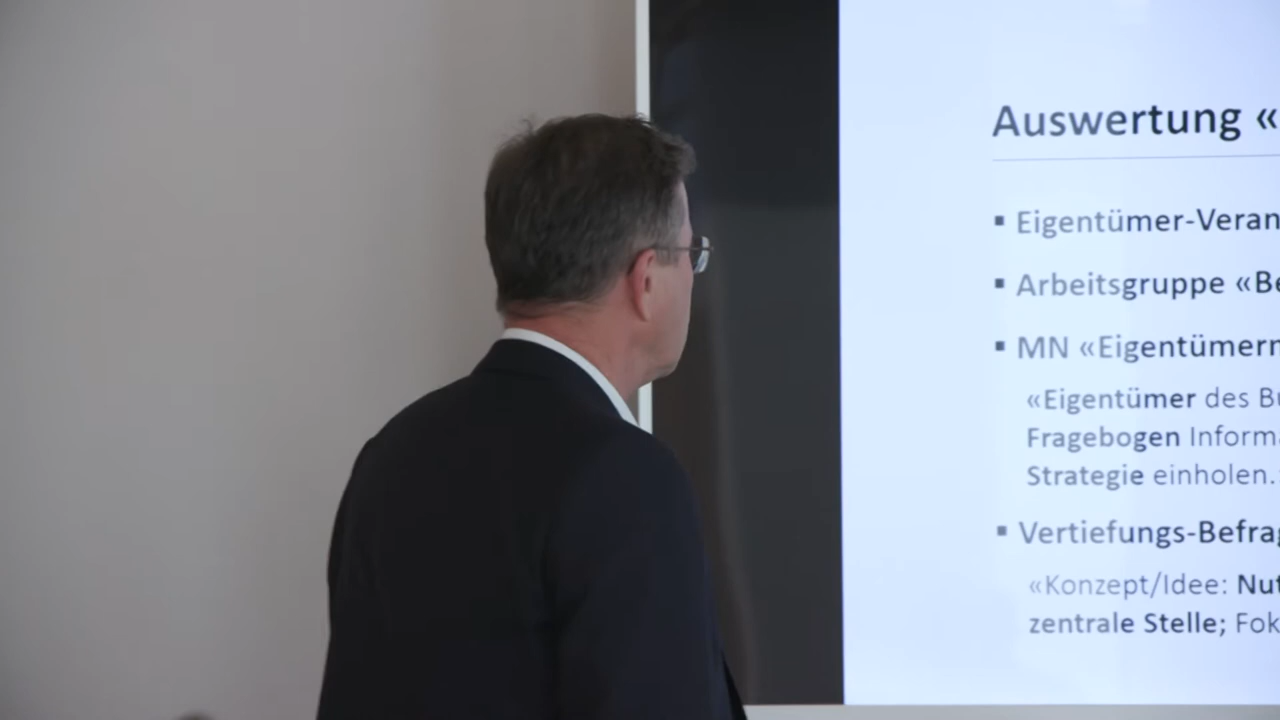 Auswertung «
▪ Eigentümer-Veran
▪ Arbeitsgruppe «Be
▪ MN «Eigentümer
«Eigentümer des Bu
Fragebogen Informa
Strategie einholen.
▪ Vertiefungs-Befrag
«Konzept/Idee: Nut
zentrale Stelle; Fok